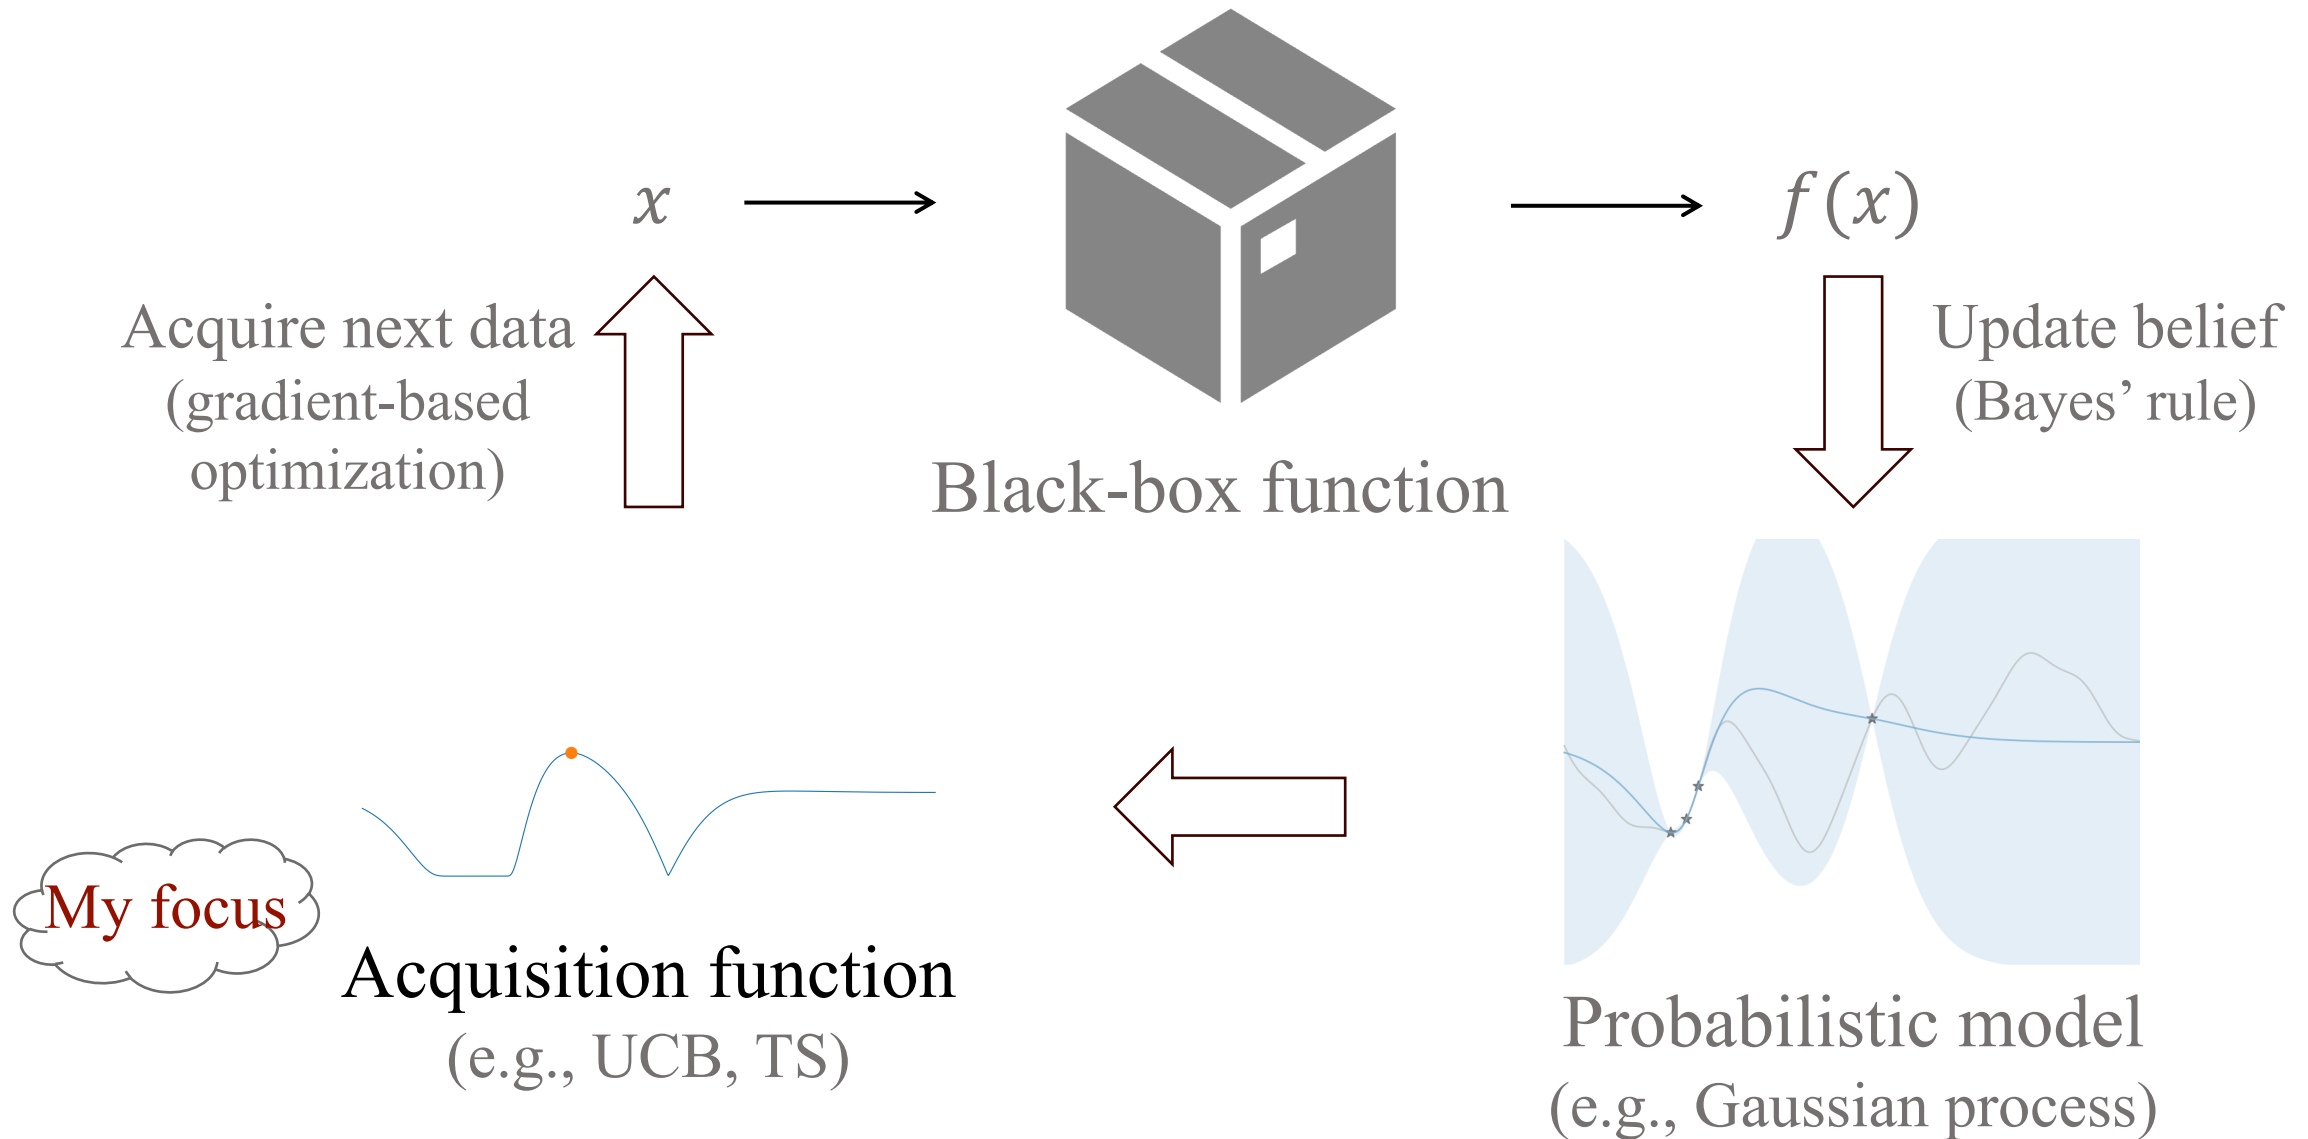 x
f(x)
Acquire next data
(gradient-based
optimization)
Black-box function
Update belief
(Bayes’ rule)
My focus
Acquisition function
(e.g., UCB, TS)
Probabilistic model
(e.g., Gaussian process)